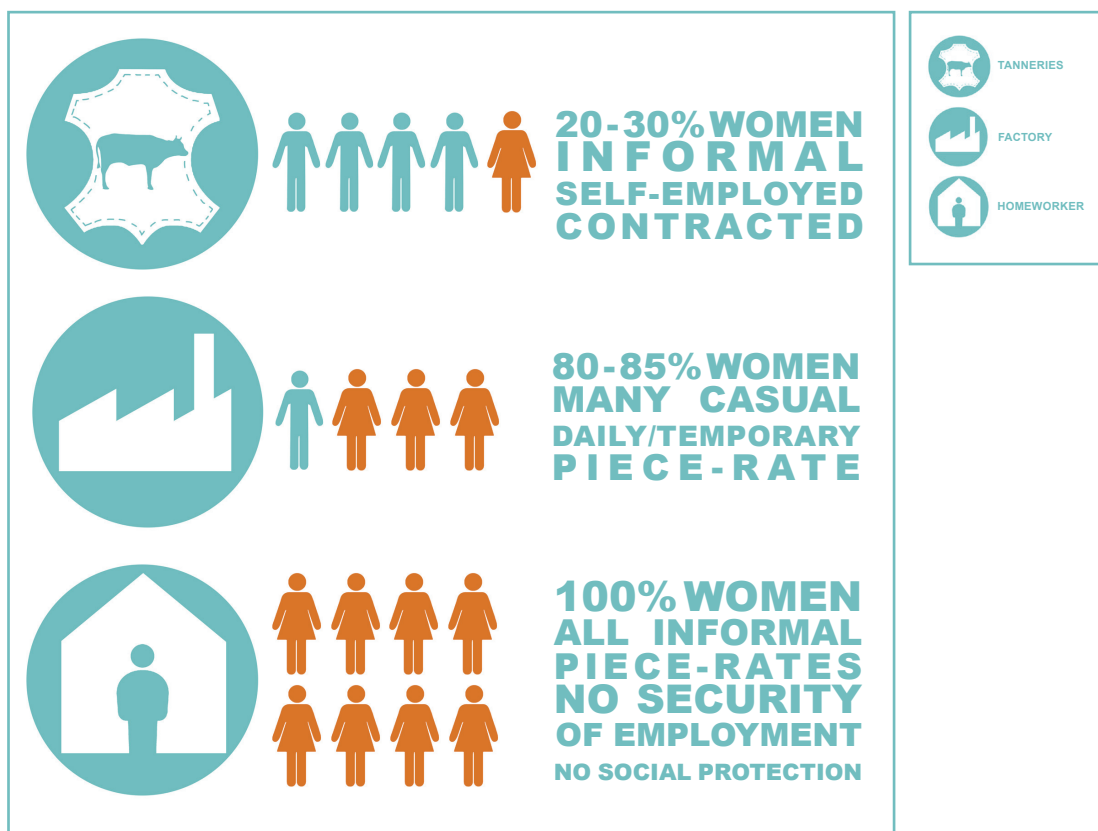 20-30% WOMEN
INFORMAL
SELF-EMPLOYED
CONTRACTED
80-85% WOMEN
MANY CASUAL
DAILY/TEMPORARY
PIECE-RATE
100% WOMEN
ALL INFORMAL
PIECE-RATES
NO SECURITY
OF EMPLOYMENT
NO SOCIAL PROTECTION
TANNERIES
FACTORY
HOMEWORKER